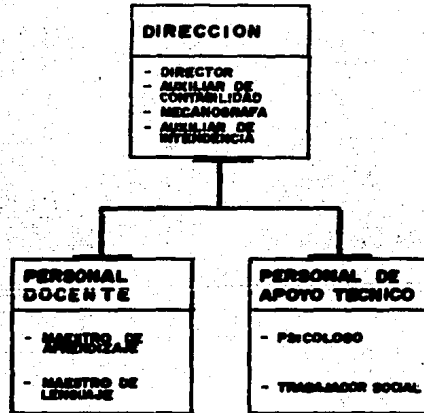 DIRECCION
- DIRECTOR
- AUXILIAR DE
CONTABILIDAD
- MECANOGRAFA
- AUXILIAR DE
INTENDENCIA
PERSONAL
DOCENTE
- MAESTRO DE
APRENDIZAJE
- MAESTRO DE
LENGUAJE
PERSONAL DE
APOYO TECNICO
- PSICOLOGO
- TRABAJADOR SOCIAL